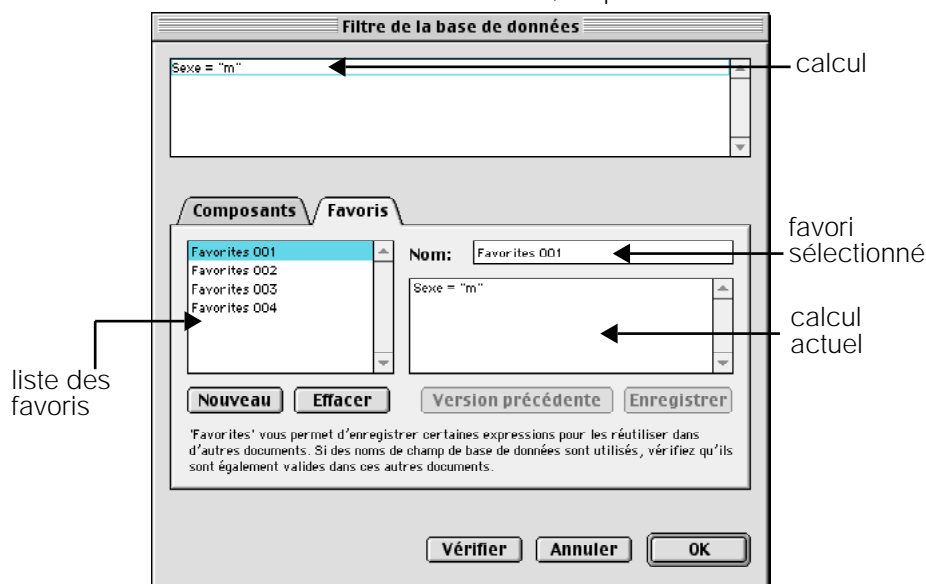 Filtre de la base de données
Sexe = "m"
calcul
Composants
Favoris
Favorites 001
Favorites 002
Favorites 003
Favorites 004
Nom:
Favorites 001
favori
sélectionné
Sexe = "m"
calcul
actuel
liste des
favoris
Nouveau
Effacer
Version précédente
Enregistrer
'Favorites' vous permet d'enregistrer certaines expressions pour les réutiliser dans
d'autres documents. Si des noms de champ de base de données sont utilisés, vérifiez qu'ils
sont également valides dans ces autres documents.
Vérifier
Annuler
OK